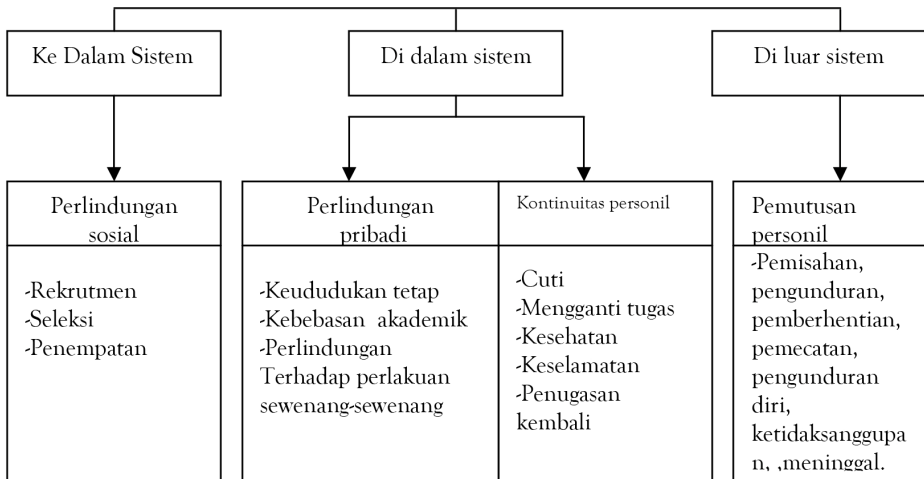 Ke Dalam Sistem
Di dalam sistem
Di luar sistem
Perlindungan
sosial
-Rekrutmen
-Seleksi
-Penempatan
Perlindungan
pribadi
-Keududukan tetap
-Kebebasan akademik
-Perlindungan
Terhadap perlakuan
sewenang-sewenang
Kontinuitas personil
-Cuti
-Mengganti tugas
-Kesehatan
-Keselamatan
-Penugasan
kembali
Pemutusan
personil
-Pemisahan,
pengunduran,
pemberhentian,
pemecatan,
pengunduran
diri,
ketidaksanggupa
n, ,meninggal.